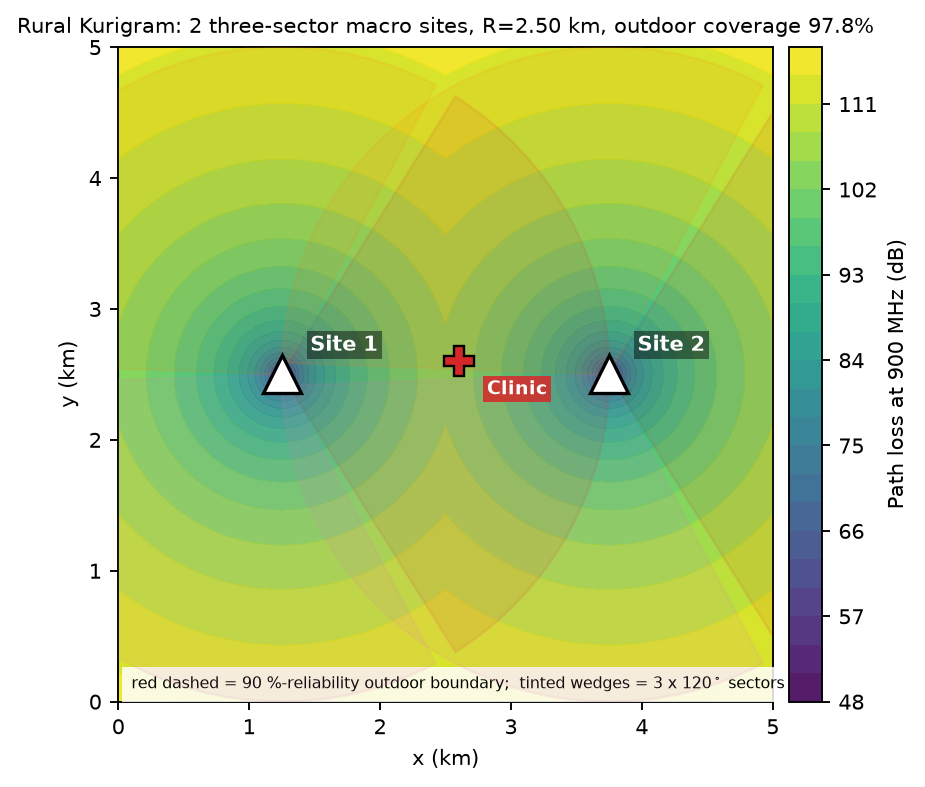 Rural Kurigram: 2 three-sector macro sites, R=2.50 km, outdoor coverage 97.8%
5
4
3
2
1
0
y (km)
Site 1
Site 2
Clinic
red dashed = 90 %-reliability outdoor boundary; tinted wedges = 3 x 120° sectors
0
1
2
3
4
5
x (km)
111
102
93
84
75
66
57
48
Path loss at 900 MHz (dB)